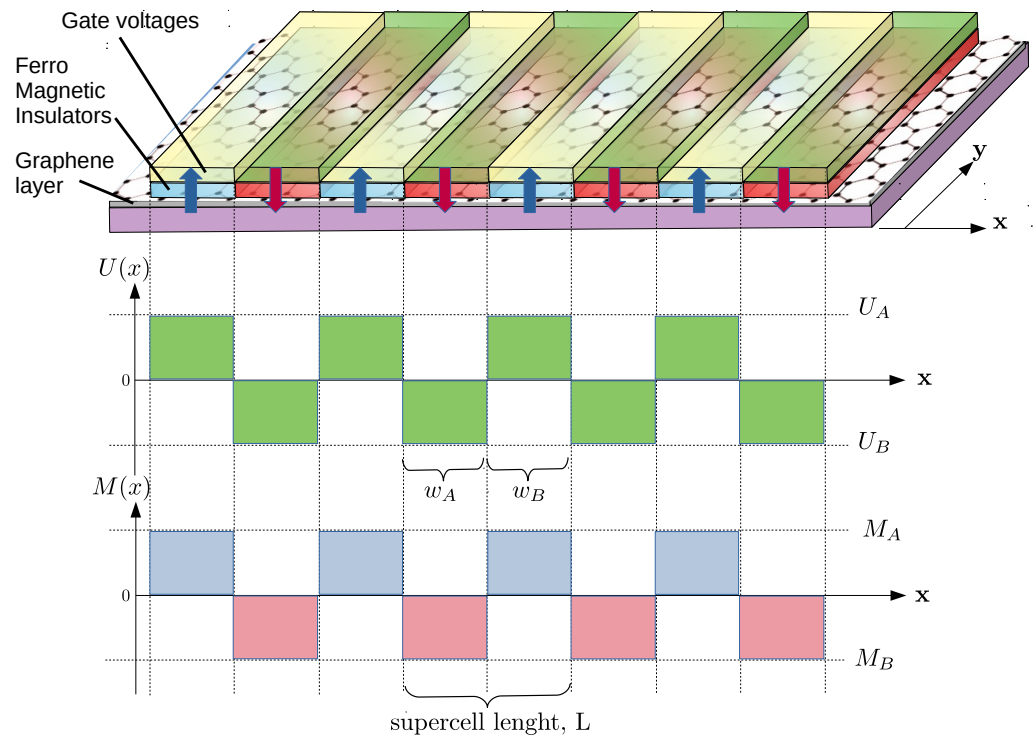 Gate voltages
Ferro
Magnetic
Insulators
Graphene
layer
y
x
U(x)
U_A
0
x
U_B
w_A
w_B
M(x)
M_A
0
x
M_B
supercell lenght, L